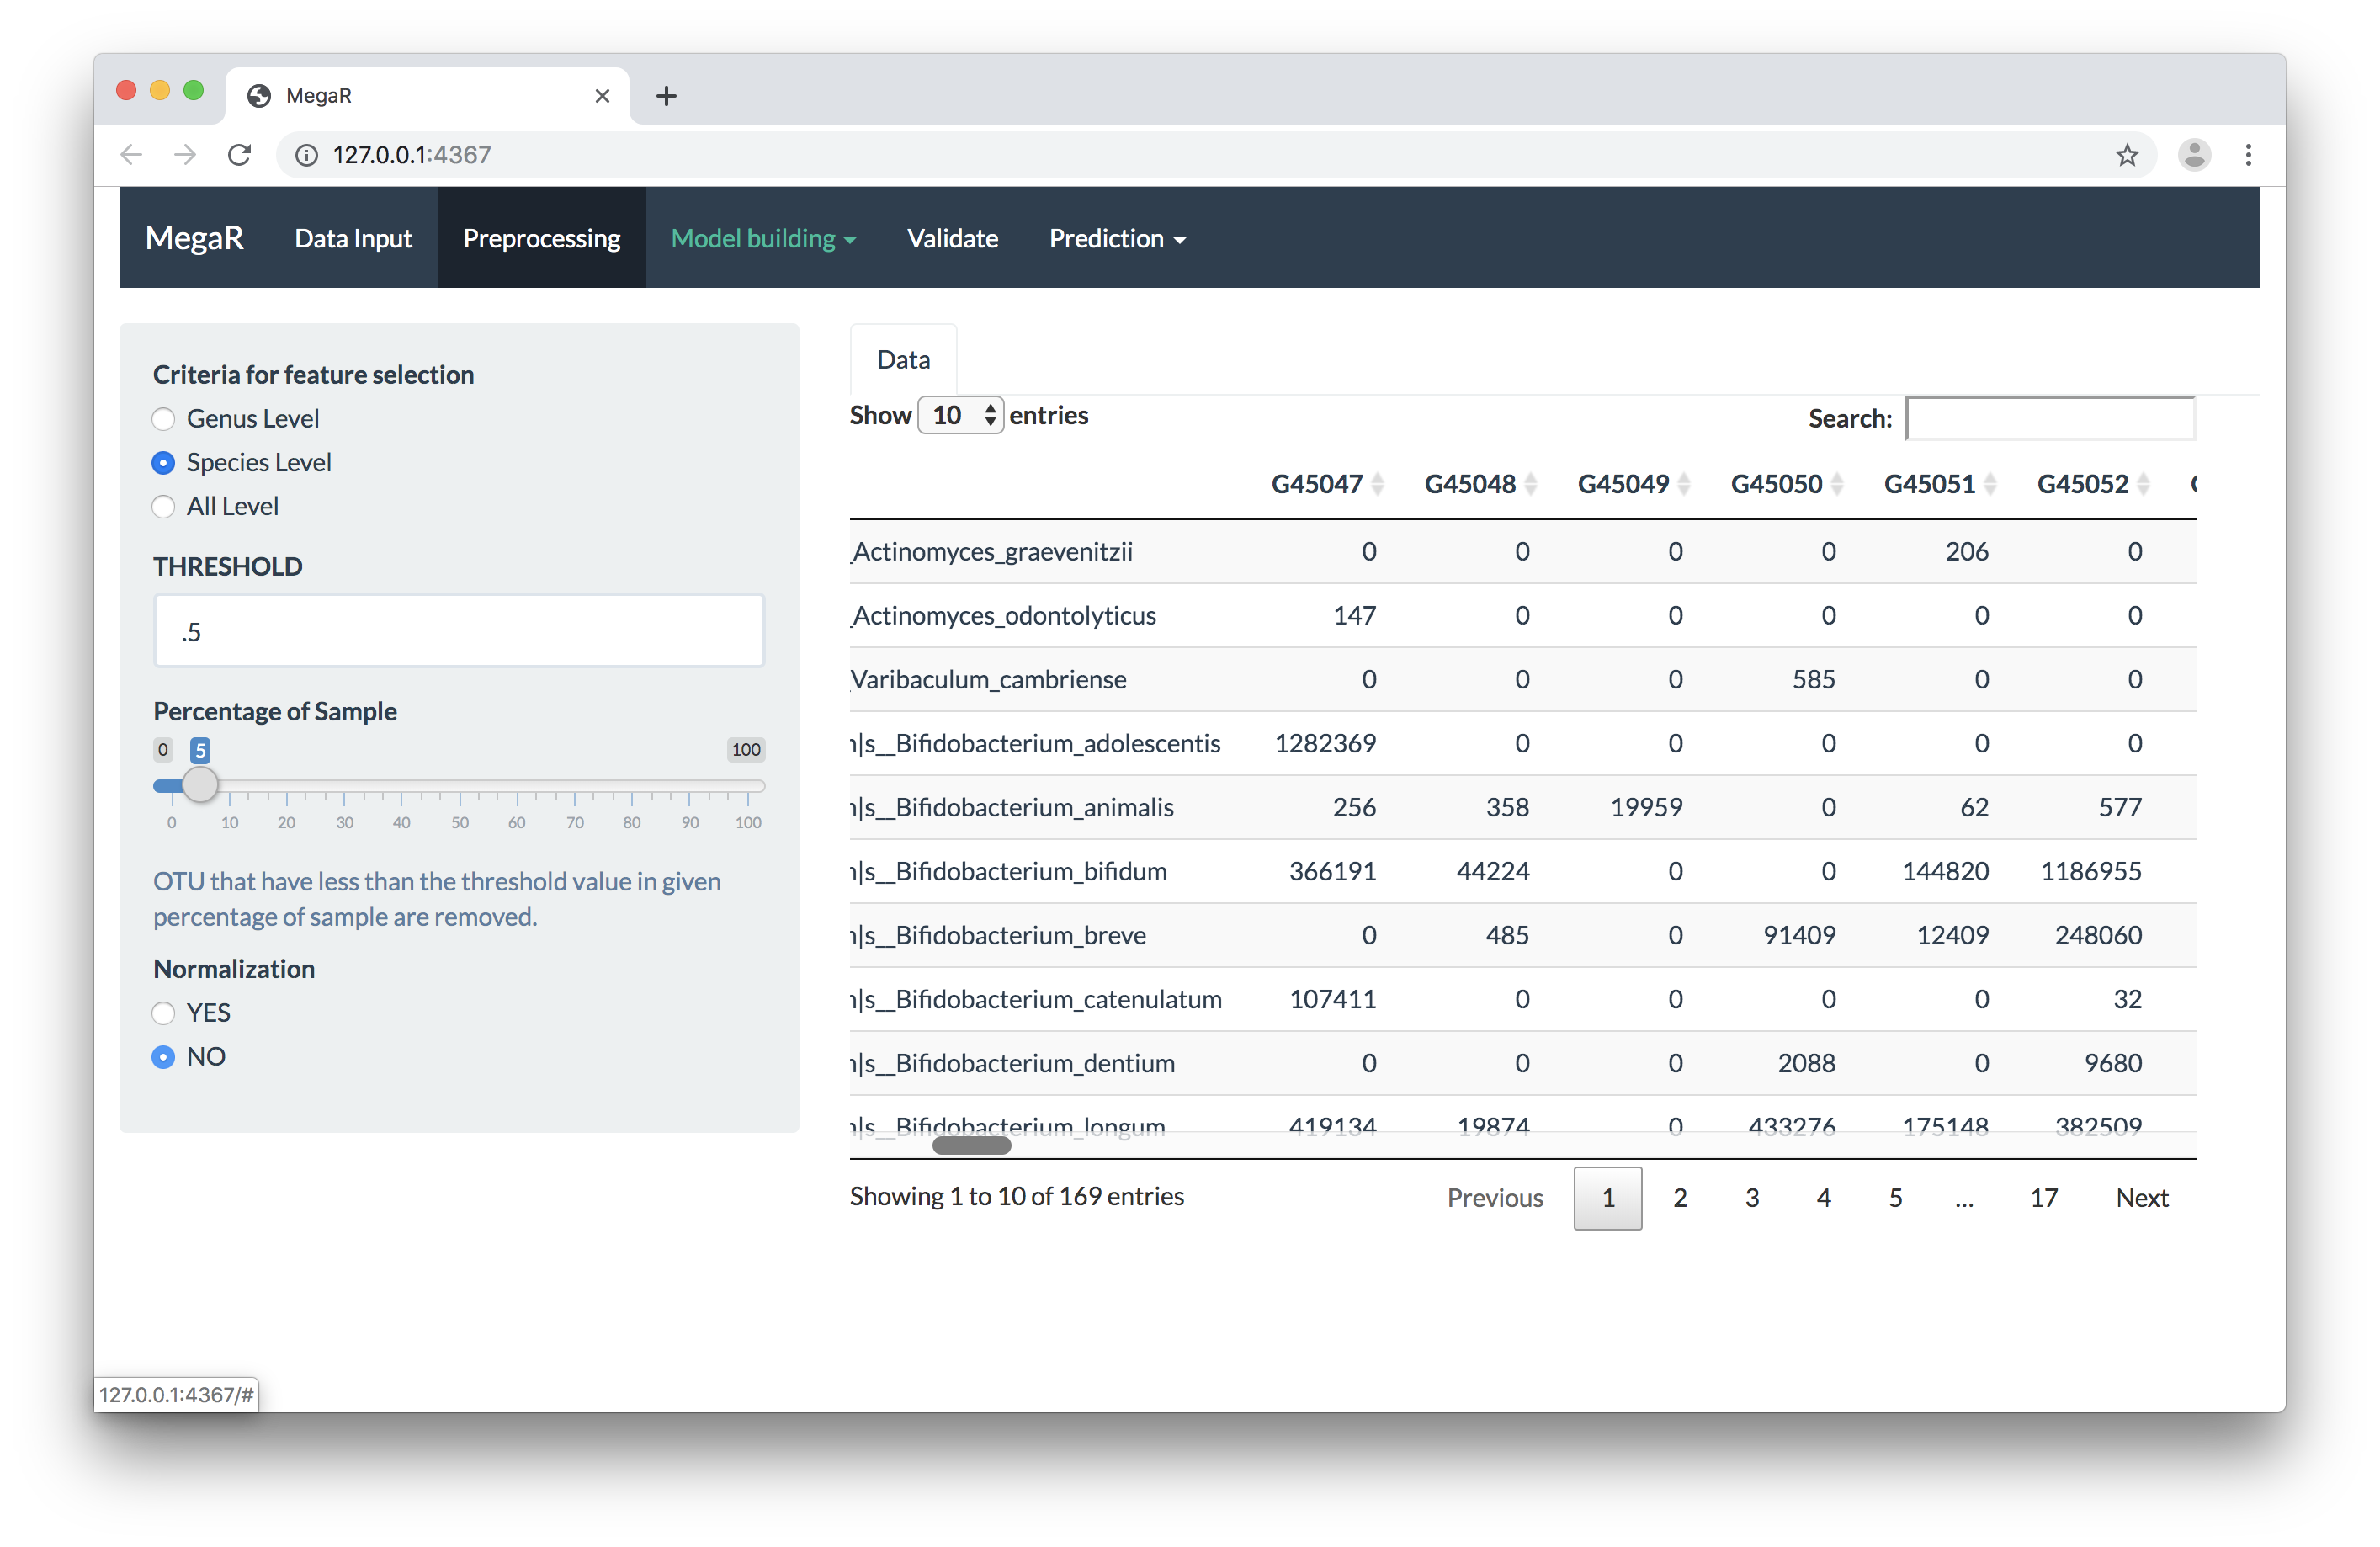 MegaR
127.0.0.1:4367
MegaR Data Input Preprocessing Model building Validate Prediction
Criteria for feature selection
Genus Level
Species Level
All Level
THRESHOLD
.5
Percentage of Sample
0 5 100
0 10 20 30 40 50 60 70 80 90 100
OTU that have less than the threshold value in given
percentage of sample are removed.
Normalization
YES
NO
Data
Show 10 entries Search:
G45047 G45048 G45049 G45050 G45051 G45052
_Actinomyces_graevenitzii 0 0 0 0 206 0
_Actinomyces_odontolyticus 147 0 0 0 0 0
Varibaculum_cambriense 0 0 0 585 0 0
|s__Bifidobacterium_adolescentis 1282369 0 0 0 0 0
|s__Bifidobacterium_animalis 256 358 19959 0 62 577
|s__Bifidobacterium_bifidum 366191 44224 0 0 144820 1186955
|s__Bifidobacterium_breve 0 485 0 91409 12409 248060
|s__Bifidobacterium_catenulatum 107411 0 0 0 0 32
|s__Bifidobacterium_dentium 0 0 0 2088 0 9680
|s__Bifidobacterium_longum 419134 19874 0 433276 175148 382509
Showing 1 to 10 of 169 entries Previous 1 2 3 4 5 ... 17 Next
127.0.0.1:4367/#